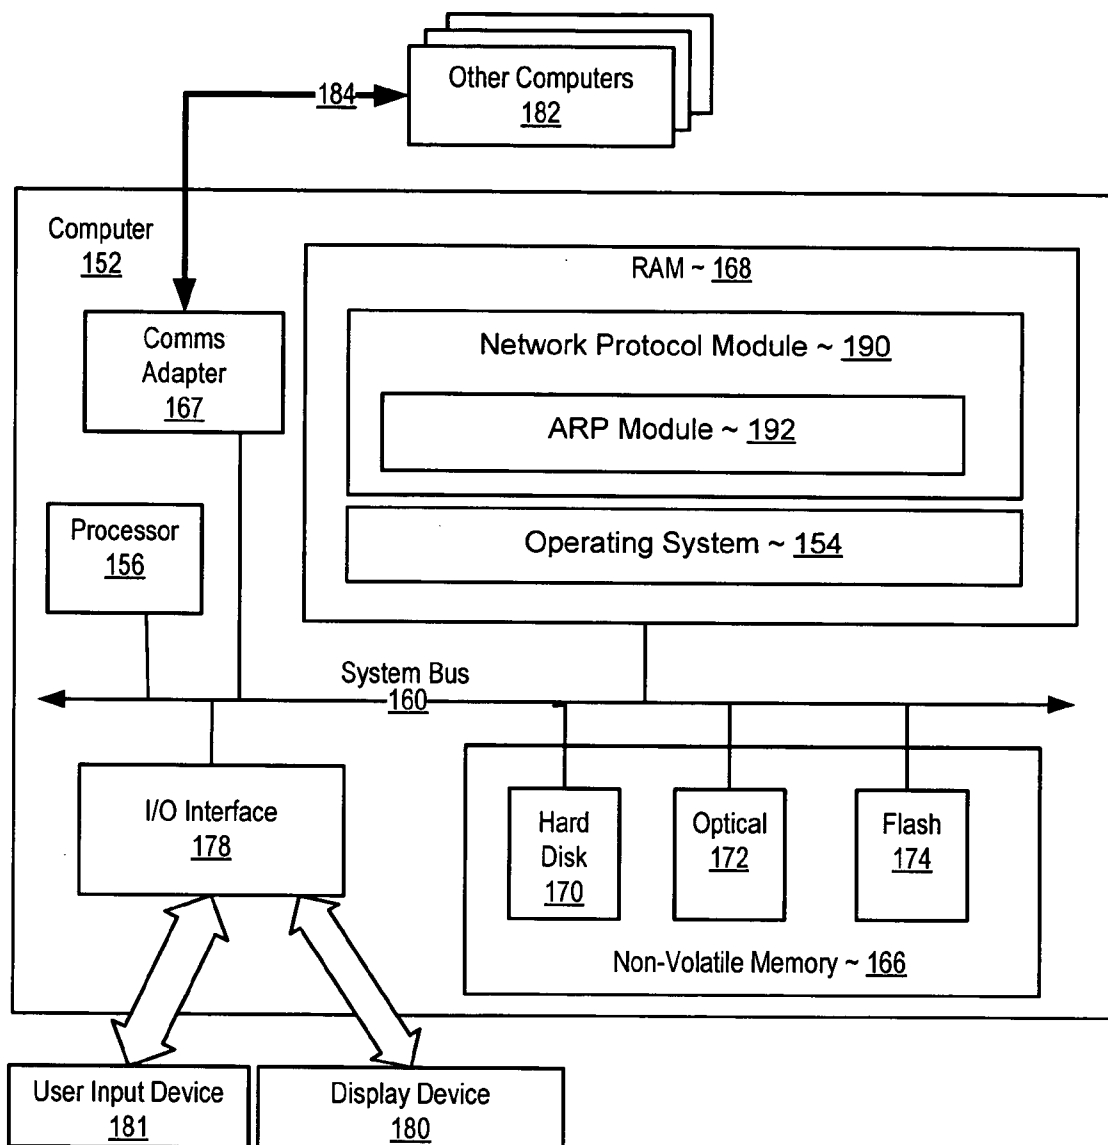 Other Computers
182
184
Computer
152
RAM ~ 168
Comms
Adapter
167
Network Protocol Module ~ 190
ARP Module ~ 192
Operating System ~ 154
Processor
156
System Bus
160
I/O Interface
178
Hard
Disk
170
Optical
172
Flash
174
Non-Volatile Memory ~ 166
User Input Device
181
Display Device
180